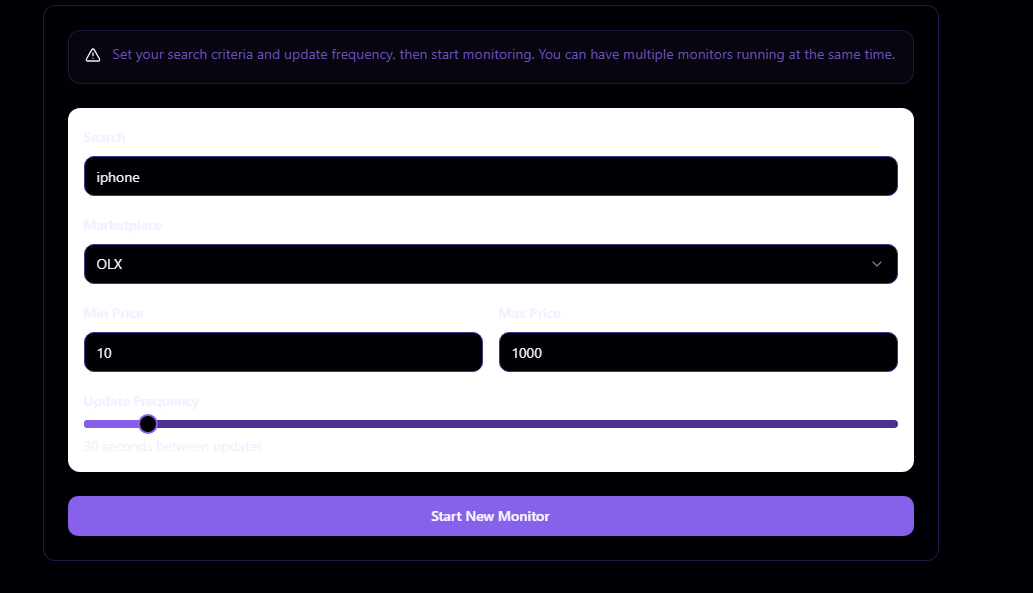 Set your search criteria and update frequency, then start monitoring. You can have multiple monitors running at the same time.
Search
iphone
Marketplace
OLX
Min Price
Max Price
10
1000
Update Frequency
30 seconds between updates
Start New Monitor